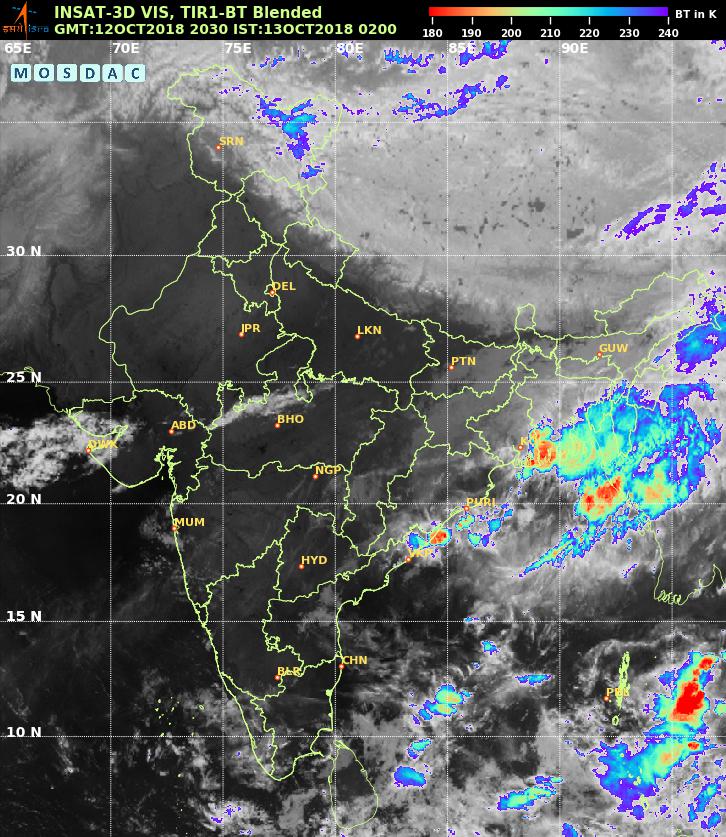 INSAT-3D VIS, TIR1-BT Blended
GMT:12OCT2018 2030 IST:13OCT2018 0200
BT in K
180 190 200 210 220 230 240
65E 70E 75E 80E 85E 90E
MOSDAC
SRN
30 N
DEL
JPR LKN
GUW
PTN
25 N
BHO
ABD
DWK
NGP
20 N
PURI
MUM
HYD
15 N
CHN
BLR
10 N